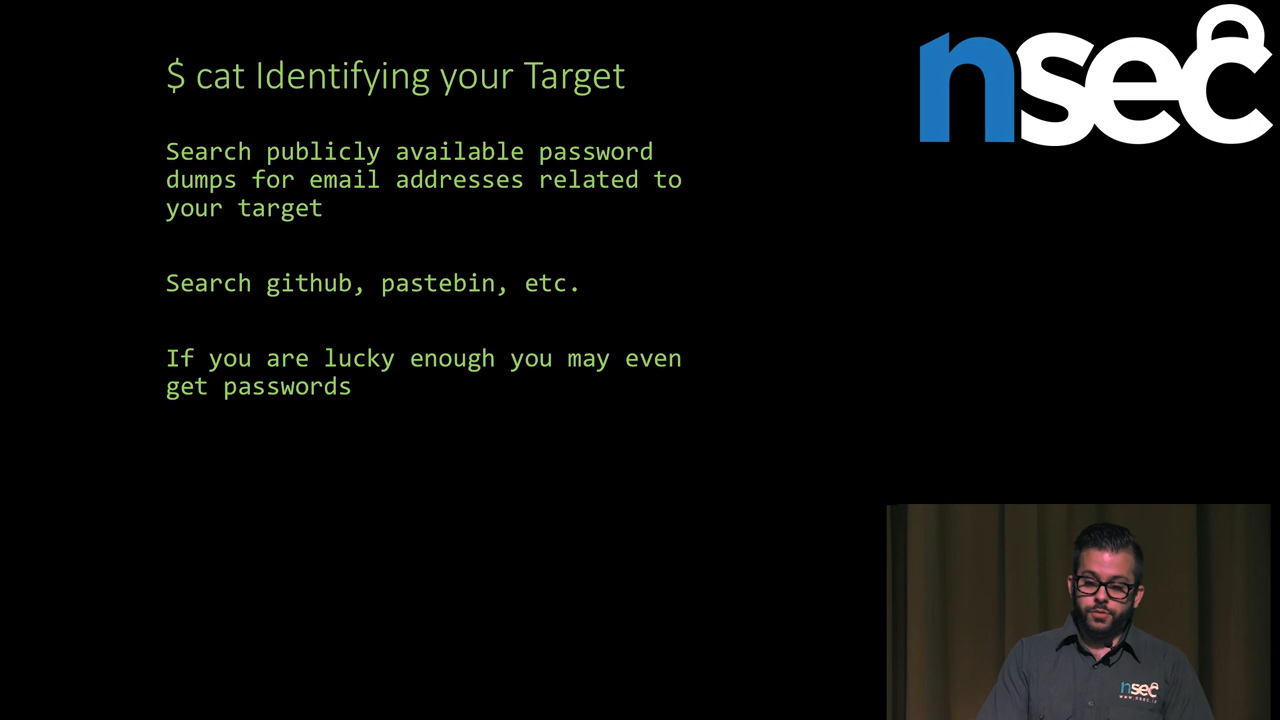 $ cat Identifying your Target
nsec
Search publicly available password
dumps for email addresses related to
your target
Search github, pastebin, etc.
If you are lucky enough you may even
get passwords
nsec